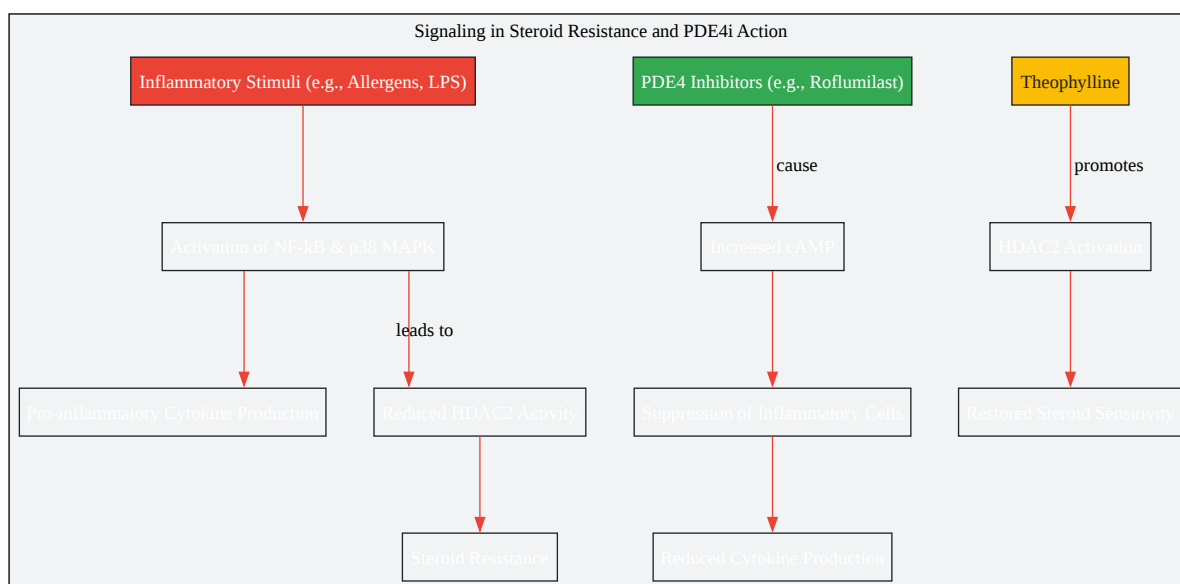 Signaling in Steroid Resistance and PDE4i Action
Inflammatory Stimuli (e.g., Allergens, LPS)
PDE4 Inhibitors (e.g., Roflumilast)
Theophylline
cause
promotes
Activation of NF-kB & p38 MAPK
Increased cAMP
HDAC2 Activation
leads to
Pro-inflammatory Cytokine Production
Reduced HDAC2 Activity
Suppression of Inflammatory Cells
Restored Steroid Sensitivity
Steroid Resistance
Reduced Cytokine Production